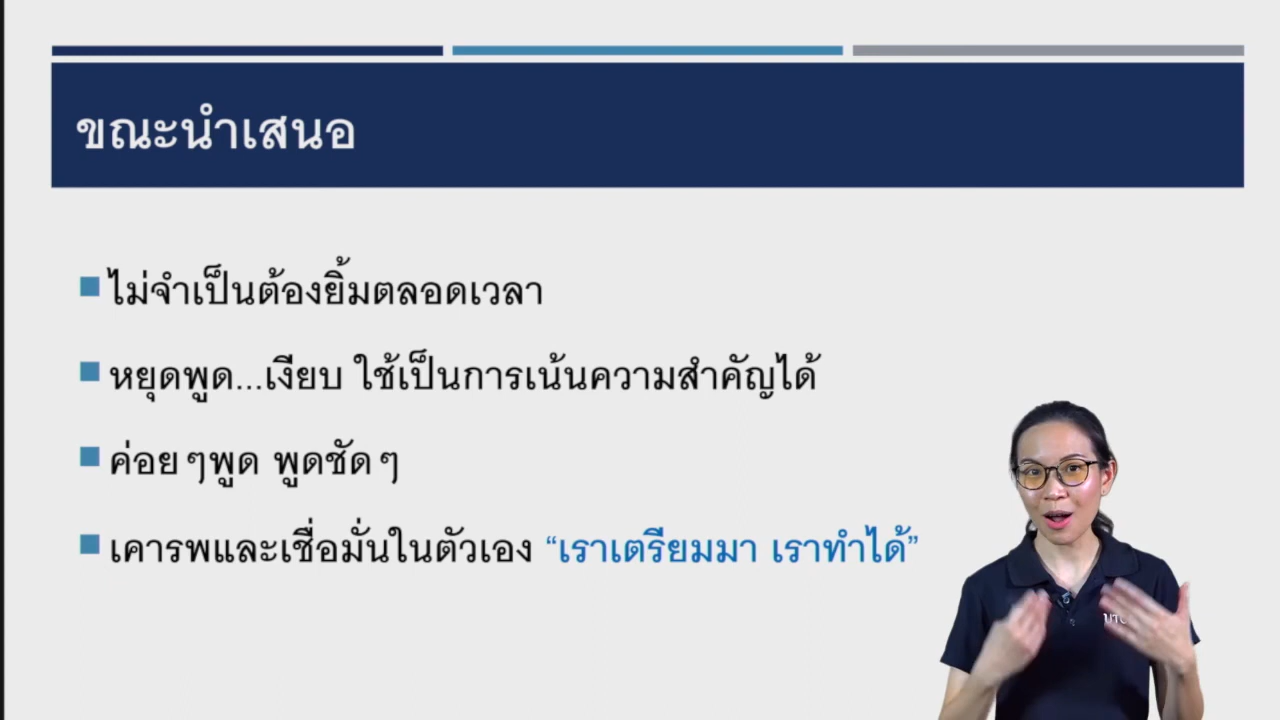 ขณะนำเสนอ
ไม่จำเป็นต้องยิ้มตลอดเวลา
หยุดพูด...เงียบ ใช้เป็นการเน้นความสำคัญได้
ค่อยๆพูด พูดชัดๆ
เคารพและเชื่อมั่นในตัวเอง “เราเตรียมมา เราทำได้”